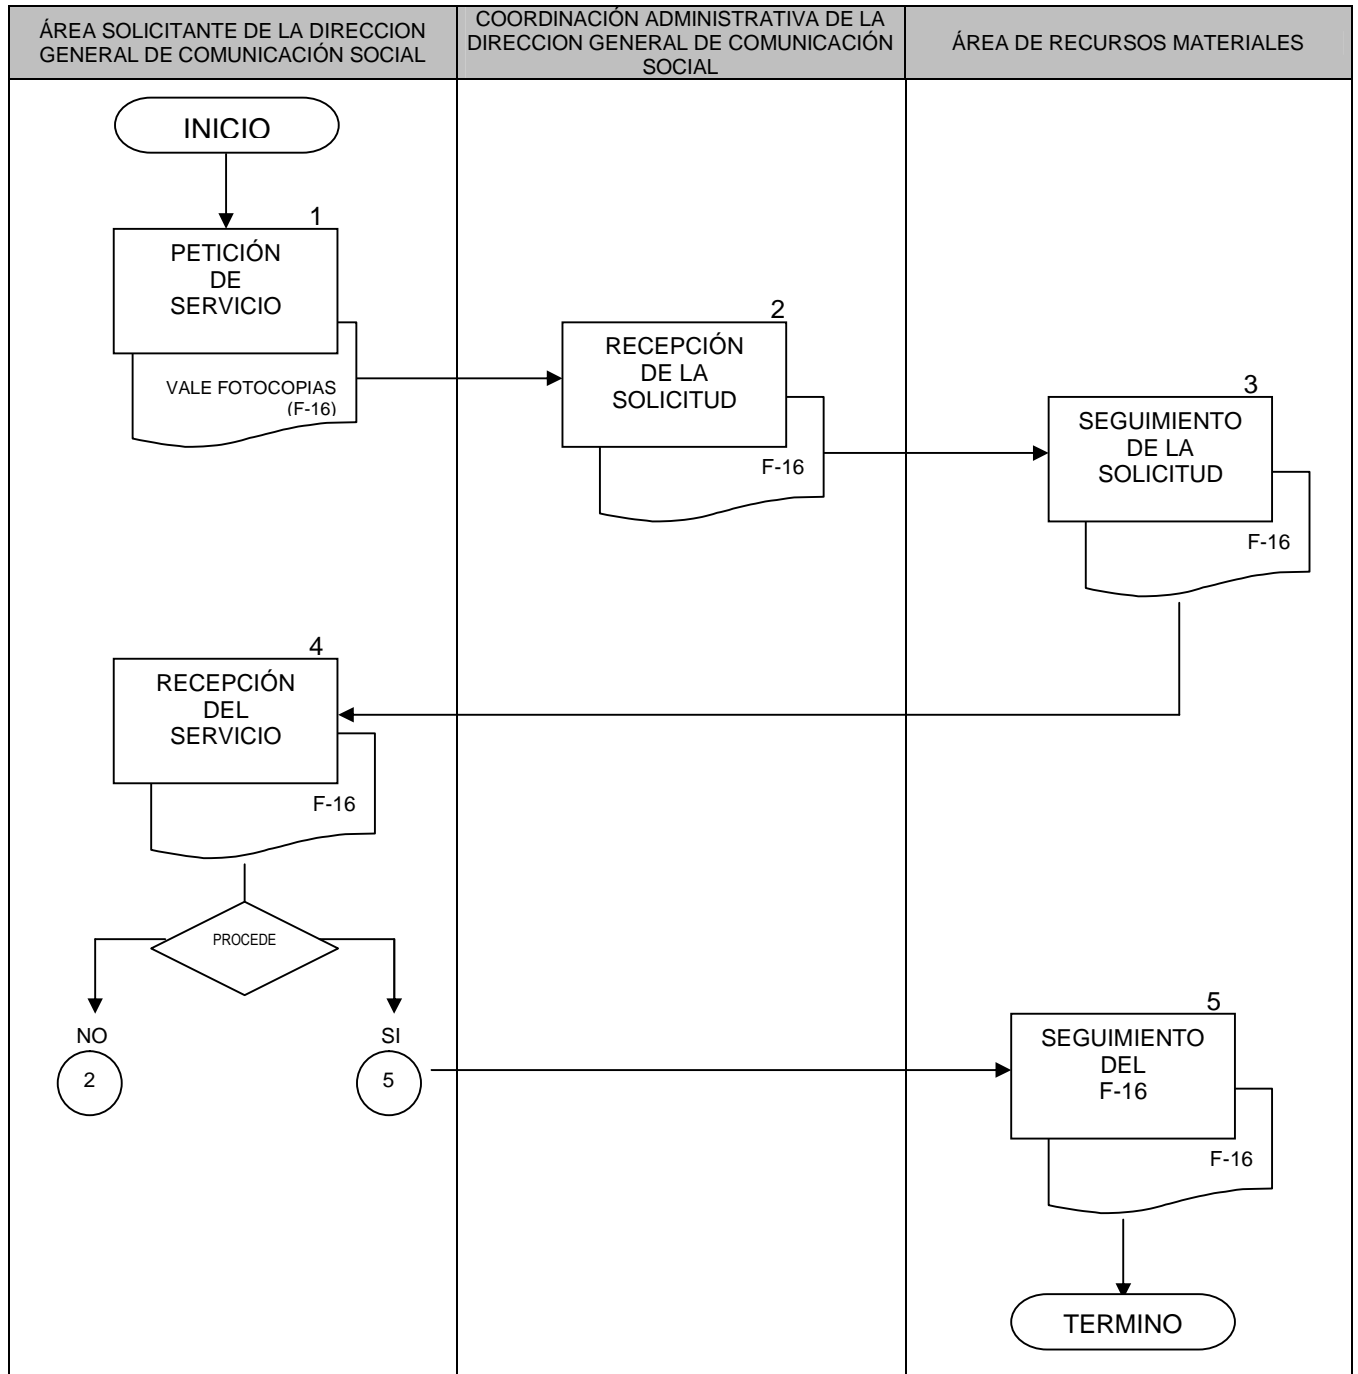 ÁREA SOLICITANTE DE LA DIRECCION
GENERAL DE COMUNICACIÓN SOCIAL
COORDINACIÓN ADMINISTRATIVA DE LA
DIRECCION GENERAL DE COMUNICACIÓN
SOCIAL
ÁREA DE RECURSOS MATERIALES
INICIO
1
PETICIÓN
DE
SERVICIO
VALE FOTOCOPIAS
(F-16)
2
RECEPCIÓN
DE LA
SOLICITUD
F-16
3
SEGUIMIENTO
DE LA
SOLICITUD
F-16
4
RECEPCIÓN
DEL
SERVICIO
F-16
PROCEDE
NO
2
SI
5
5
SEGUIMIENTO
DEL
F-16
F-16
TERMINO